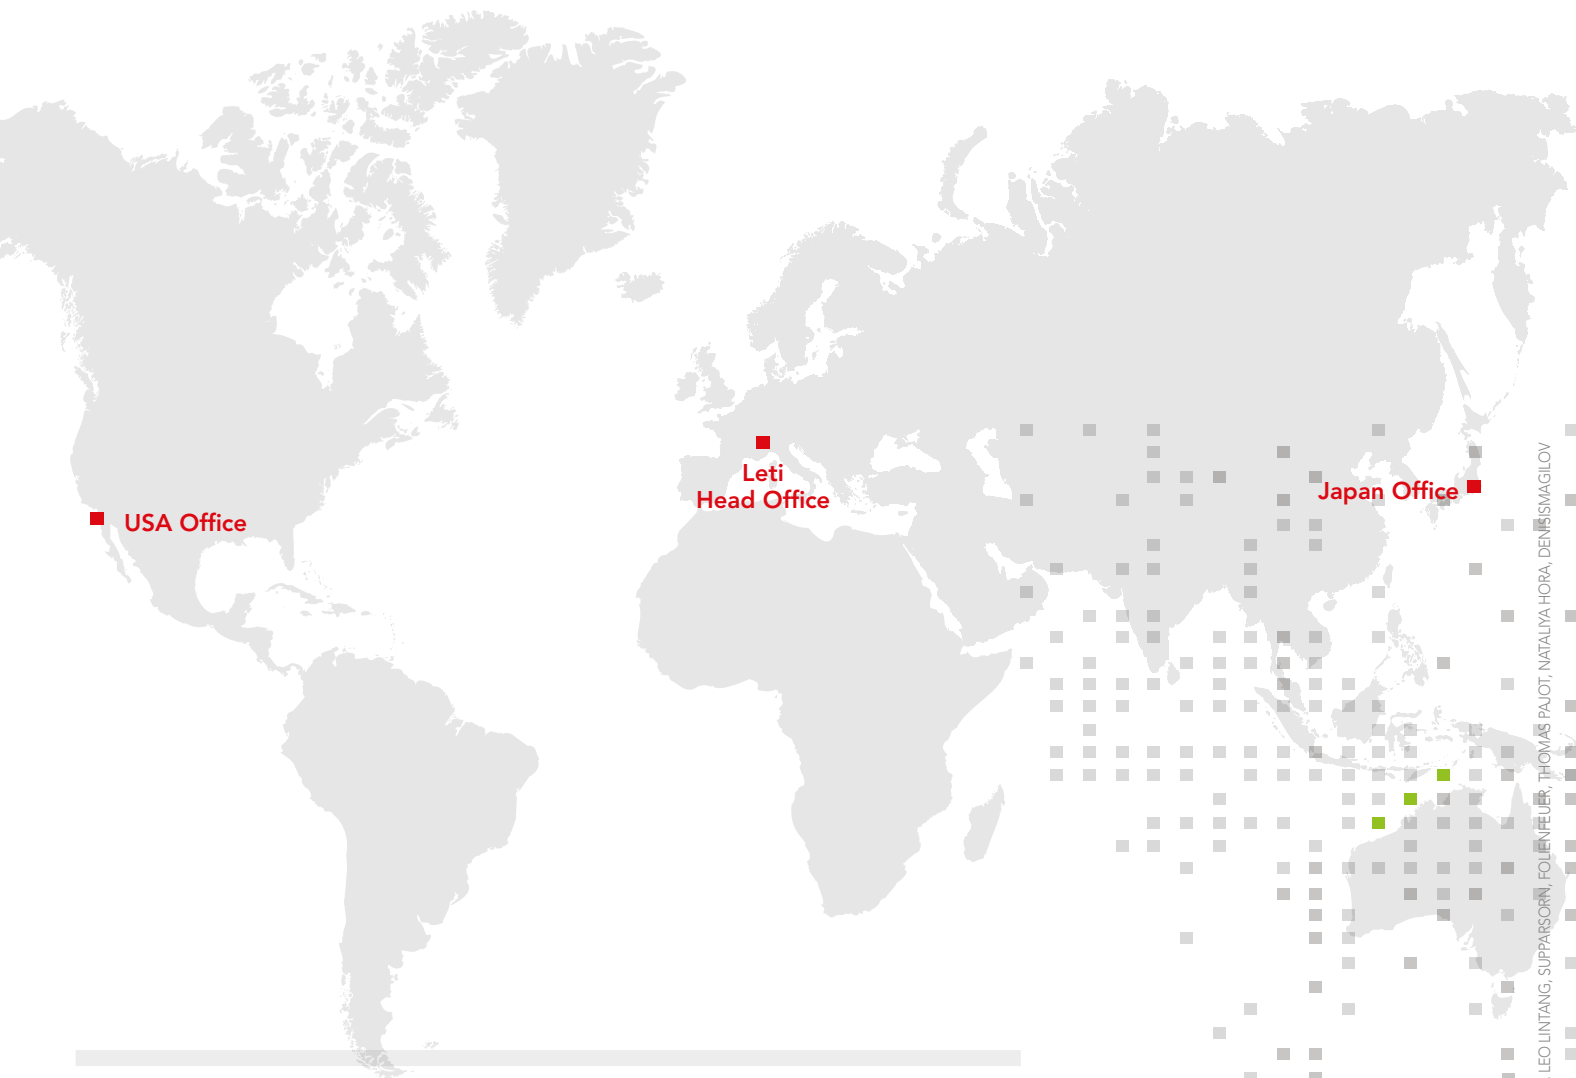 Leti
Head Office
Japan Office
USA Office
LEO LINTANG, SUPPARSORN, FOLIENFEUER, THOMAS PAJOT, NATALIYA HORA, DENISISMAGILOV